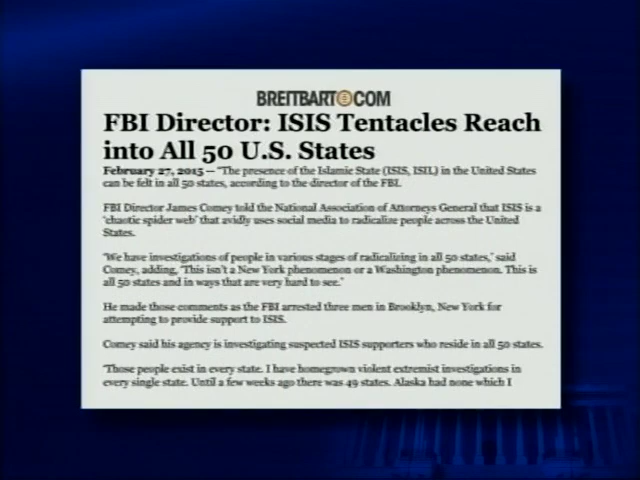 BREITBART.COM
FBI Director: ISIS Tentacles Reach
into All 50 U.S. States
February 27, 2015 — "The presence of the Islamic State (ISIS, ISIL) in the United States
can be felt in all 50 states, according to the director of the FBI.
FBI Director James Comey told the National Association of Attorneys General that ISIS is a
'chaotic spider web' that avidly uses social media to radicalize people across the United
States.
'We have investigations of people in various stages of radicalizing in all 50 states,' said
Comey, adding, 'This isn't a New York phenomenon or a Washington phenomenon. This is
all 50 states and in ways that are very hard to see.'
He made those comments as the FBI arrested three men in Brooklyn, New York for
attempting to provide support to ISIS.
Comey said his agency is investigating suspected ISIS supporters who reside in all 50 states.
'Those people exist in every state. I have homegrown violent extremist investigations in
every single state. Until a few weeks ago there was 49 states. Alaska had none which I